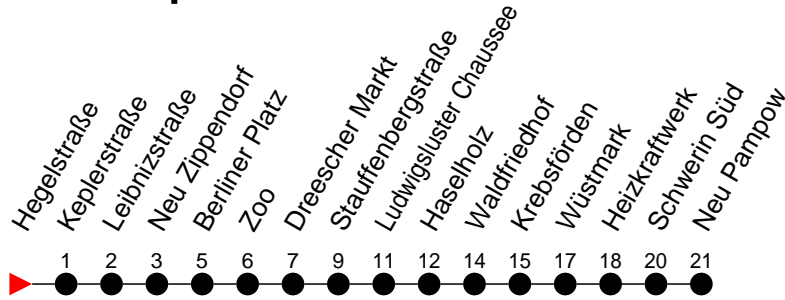 Hegelstraße
Keplerstraße
Leibnizstraße
Neu Zippendorf
Berliner Platz
Zoo
Dreescher Markt
Stauffenbergstraße
Ludwigsluster Chaussee
Haselholz
Waldfriedhof
Krebsförden
Wüstmark
Heizkraftwerk
Schwerin Süd
Neu Pampow
1 2 3 5 6 7 9 11 12 14 15 17 18 20 21